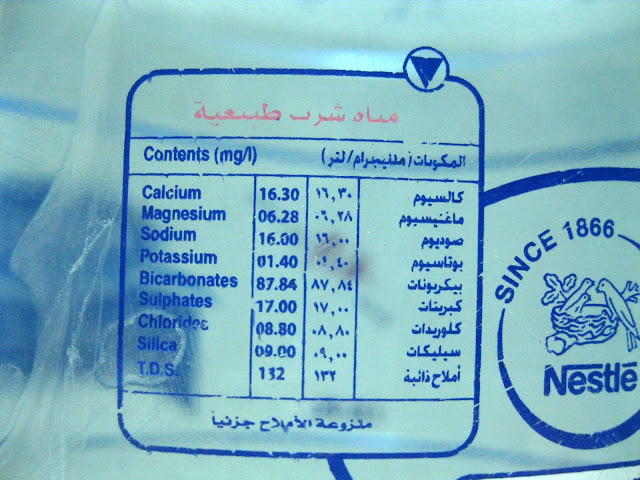 مياه شرب طبيعية
Contents (mg/l) المكونات (ملليجرام/لتر)
Calcium 16.30 ١٦,٣٠ كالسيوم
Magnesium 06.28 ٠٦,٢٨ ماغنيسيوم
Sodium 16.00 ١٦,٠٠ صوديوم
Potassium 01.40 ٠١,٤٠ بوتاسيوم
Bicarbonates 87.84 ٨٧,٨٤ بيكربونات
Sulphates 17.00 ١٧,٠٠ كبريتات
Chlorides 08.80 ٠٨,٨٠ كلوريدات
Silica 09.00 ٠٩,٠٠ سيليكات
T.D.S. 132 ١٣٢ أملاح ذائبة
منزوعة الأملاح جزئياً
SINCE 1866
Nestlé